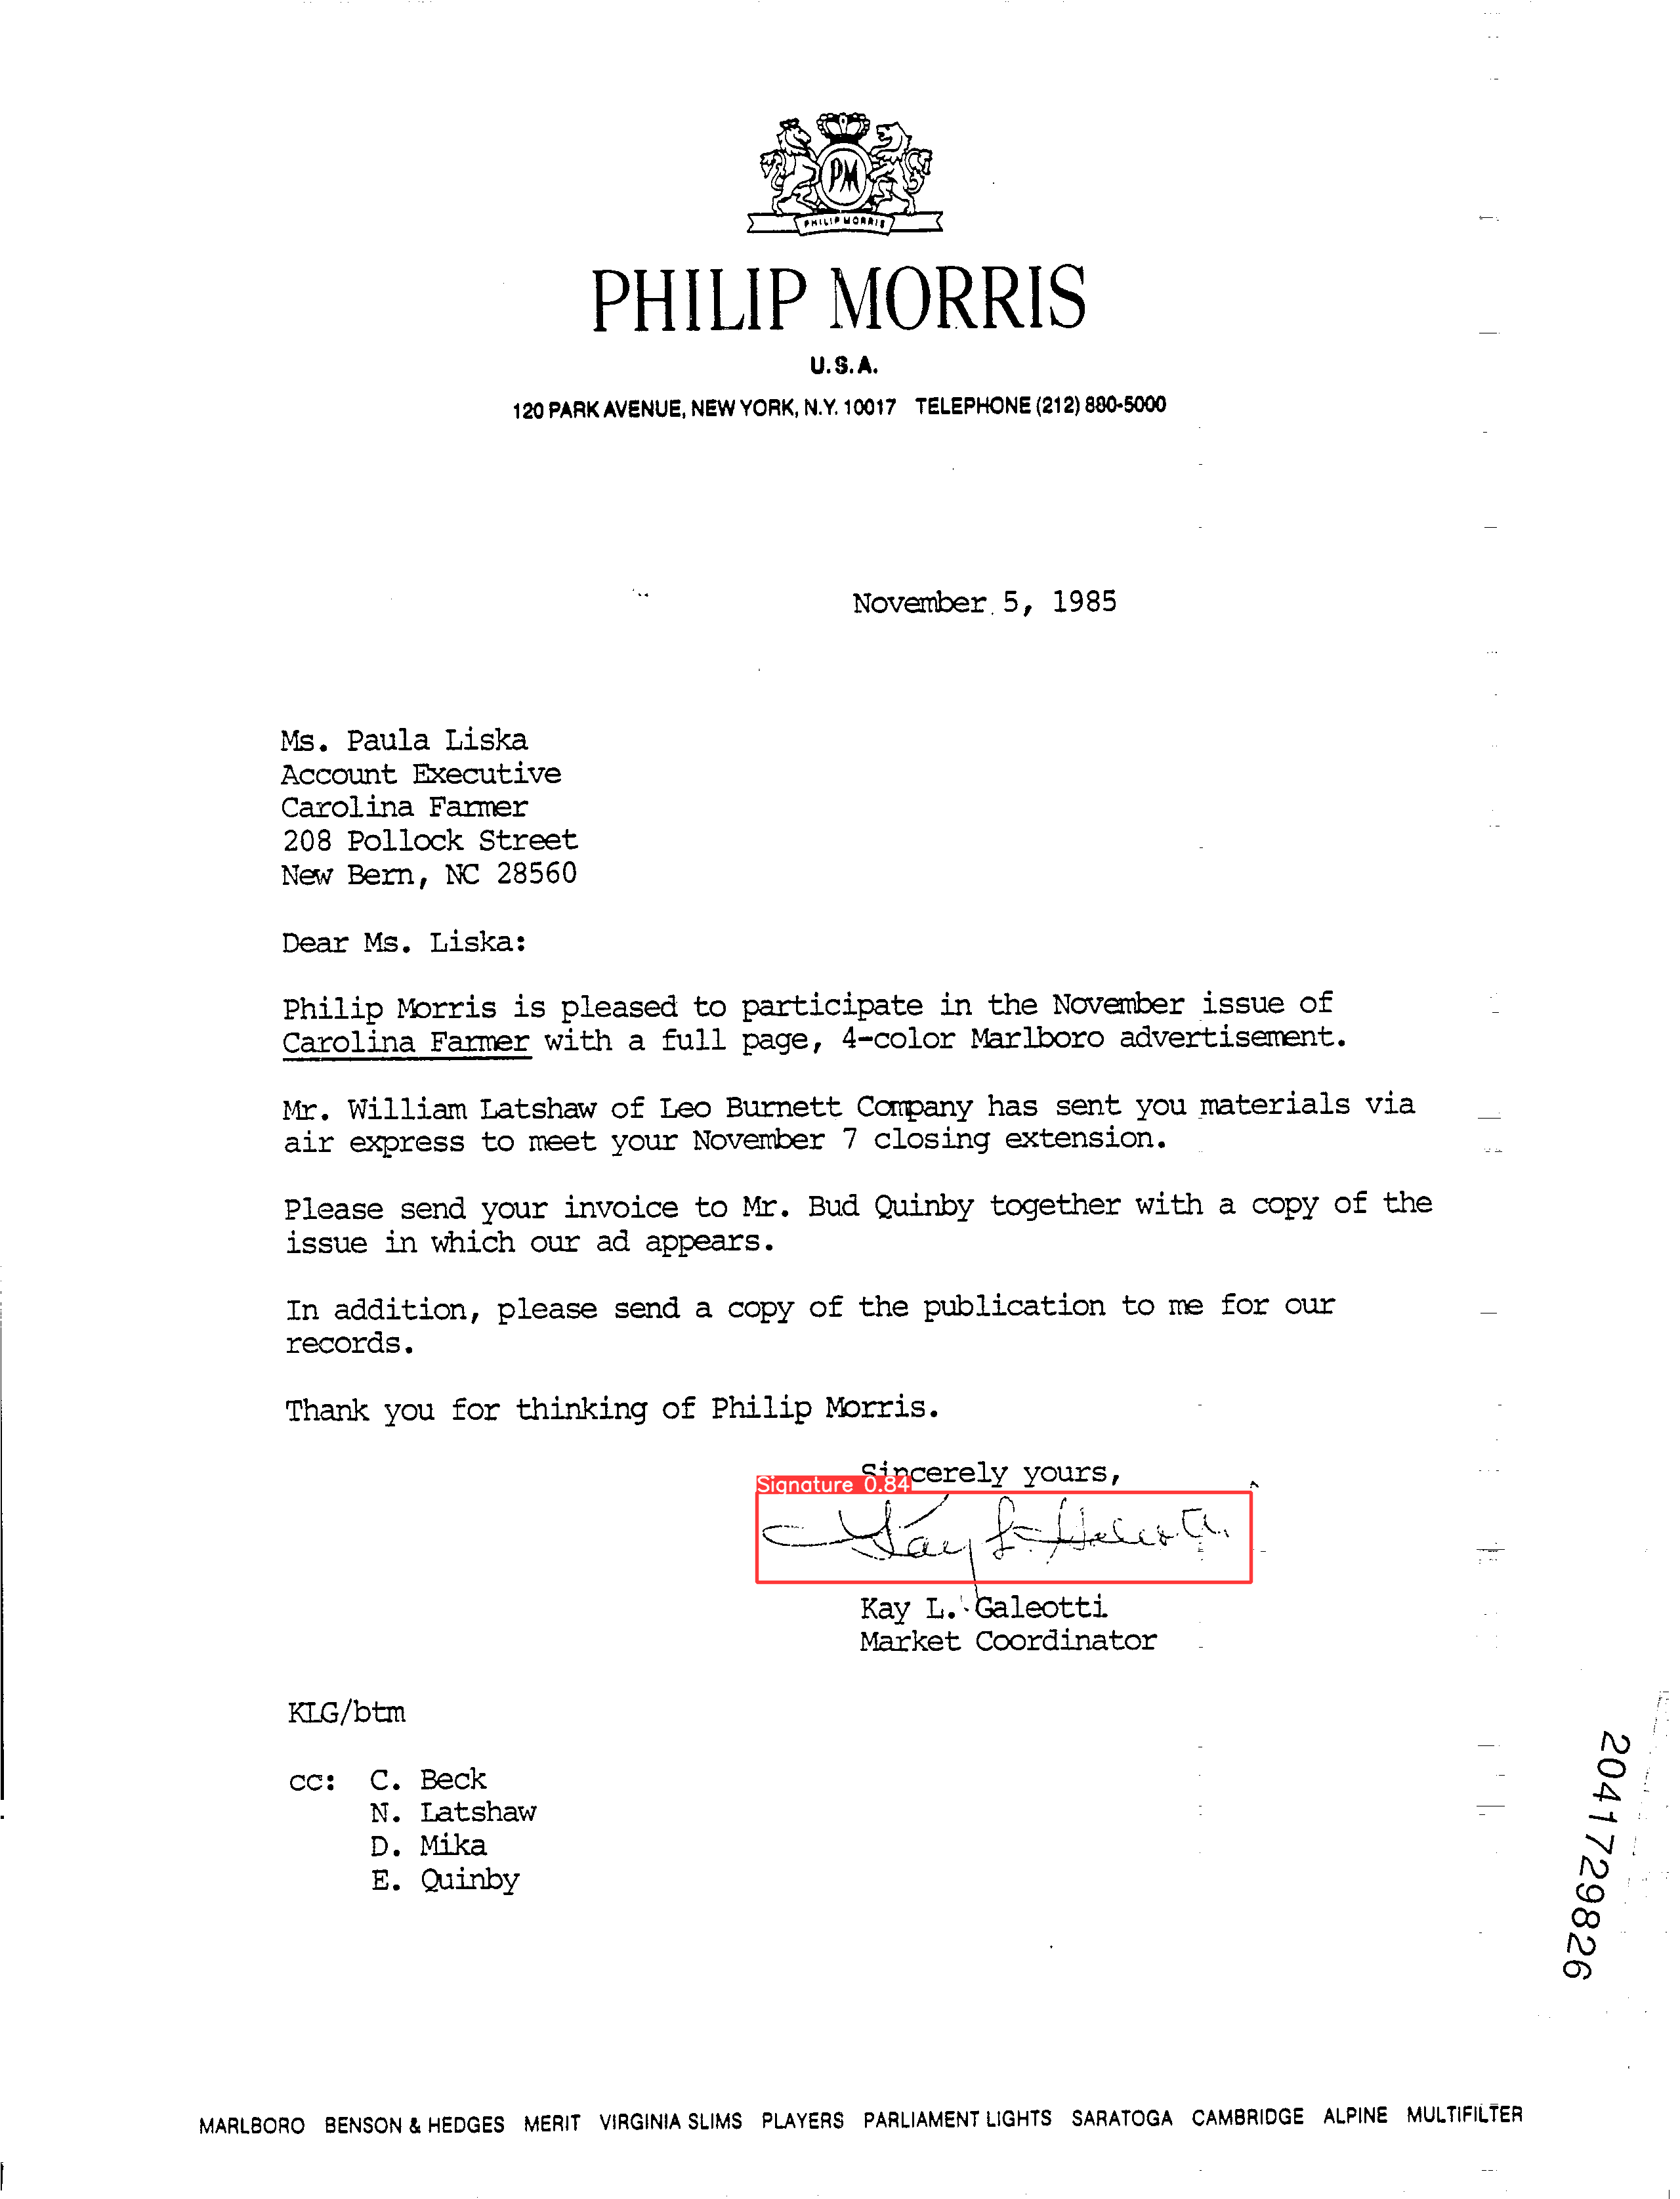 PM
PHILIP MORRIS
PHILIP MORRIS
U.S.A.
120 PARK AVENUE, NEW YORK, N.Y. 10017 TELEPHONE (212) 880-5000
November 5, 1985
Ms. Paula Liska
Account Executive
Carolina Farmer
208 Pollock Street
New Bern, NC 28560
Dear Ms. Liska:
Philip Morris is pleased to participate in the November issue of
Carolina Farmer with a full page, 4-color Marlboro advertisement.
Mr. William Latshaw of Leo Burnett Company has sent you materials via
air express to meet your November 7 closing extension.
Please send your invoice to Mr. Bud Quinby together with a copy of the
issue in which our ad appears.
In addition, please send a copy of the publication to me for our
records.
Thank you for thinking of Philip Morris.
Sincerely yours,
Signature 0.84
Kay L. Galeotti
Kay L. Galeotti
Market Coordinator
KLG/btm
cc: C. Beck
N. Latshaw
D. Mika
E. Quinby
2041729826
MARLBORO BENSON & HEDGES MERIT VIRGINIA SLIMS PLAYERS PARLIAMENT LIGHTS SARATOGA CAMBRIDGE ALPINE MULTIFILTER